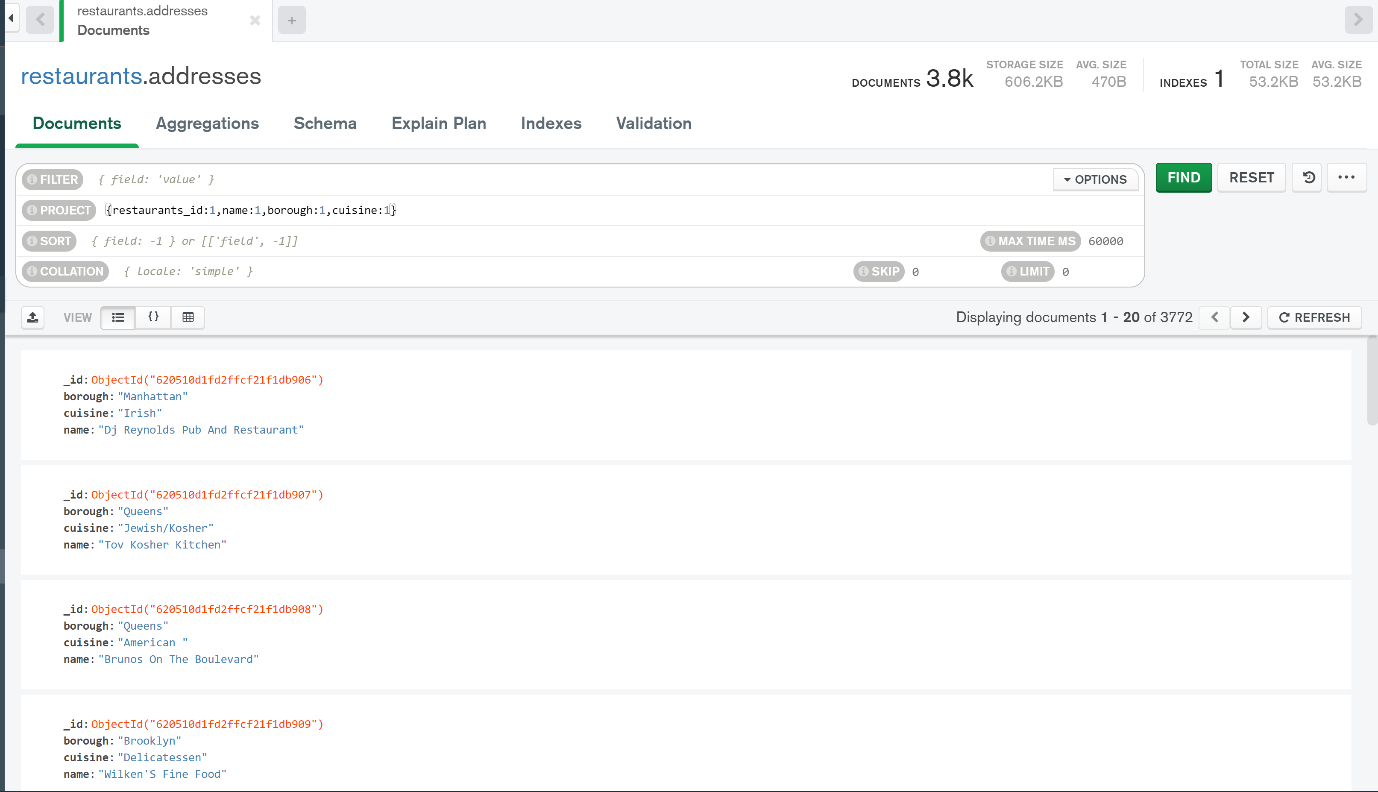 restaurants.addresses
Documents
restaurants.addresses
DOCUMENTS 3.8k STORAGE SIZE 606.2KB AVG. SIZE 470B INDEXES 1 TOTAL SIZE 53.2KB AVG. SIZE 53.2KB
Documents Aggregations Schema Explain Plan Indexes Validation
FILTER { field: 'value' } OPTIONS FIND RESET
PROJECT {restaurants_id:1,name:1,borough:1,cuisine:1}
SORT { field: -1 } or [['field', -1]] MAX TIME MS 60000
COLLATION { locale: 'simple' } SKIP 0 LIMIT 0
VIEW {} Displaying documents 1 - 20 of 3772 REFRESH
_id: ObjectId("620510d1fd2ffcf21f1db906")
borough: "Manhattan"
cuisine: "Irish"
name: "Dj Reynolds Pub And Restaurant"
_id: ObjectId("620510d1fd2ffcf21f1db907")
borough: "Queens"
cuisine: "Jewish/Kosher"
name: "Tov Kosher Kitchen"
_id: ObjectId("620510d1fd2ffcf21f1db908")
borough: "Queens"
cuisine: "American "
name: "Brunos On The Boulevard"
_id: ObjectId("620510d1fd2ffcf21f1db909")
borough: "Brooklyn"
cuisine: "Delicatessen"
name: "Wilken'S Fine Food"